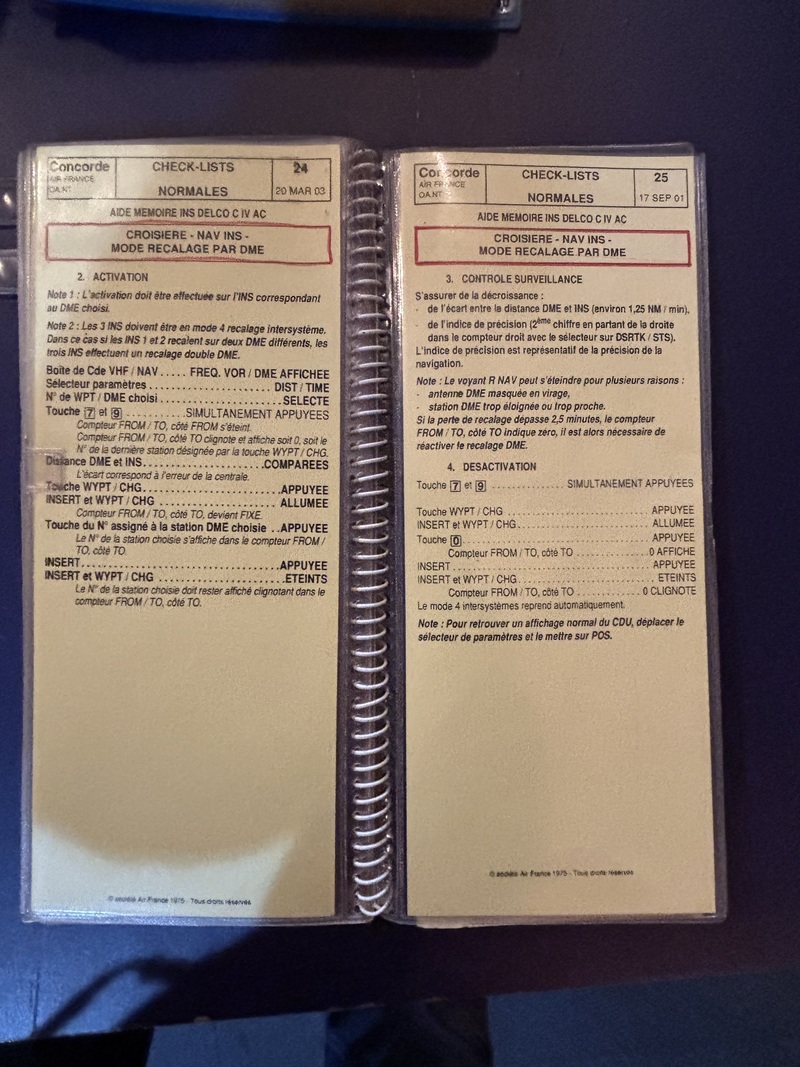 Concorde
AIR FRANCE
OA.NT
CHECK-LISTS
NORMALES
24
20 MAR 03
AIDE MEMOIRE INS DELCO C IV AC
CROISIERE - NAV INS -
MODE RECALAGE PAR DME
2. ACTIVATION
Note 1 : L'activation doit être effectuée sur l'INS correspondant
au DME choisi.
Note 2 : Les 3 INS doivent être en mode 4 recalage intersystème.
Dans ce cas si les INS 1 et 2 recalent sur deux DME différents, les
trois INS effectuent un recalage double DME.
Boîte de Cde VHF / NAV ..... FREQ. VOR / DME AFFICHEE
Sélecteur paramètres .................. DIST / TIME
N° de WPT / DME choisi .................. SELECTE
Touche 7 et 9 ..........SIMULTANEMENT APPUYEES
Compteur FROM / TO, côté FROM s'éteint.
Compteur FROM / TO, côté TO clignote et affiche soit 0, soit le
N° de la dernière station désignée par la touche WYPT / CHG.
Distance DME et INS....................COMPAREES
L'écart correspond à l'erreur de la centrale.
Touche WYPT / CHG.......................APPUYEE
INSERT et WYPT / CHG ....................ALLUMEE
Compteur FROM / TO, côté TO, devient FIXE.
Touche du N° assigné à la station DME choisie ..APPUYEE
Le N° de la station choisie s'affiche dans le compteur FROM /
TO, côté TO.
INSERT.................................APPUYEE
INSERT et WYPT / CHG .....................ETEINTS
Le N° de la station choisie doit rester affiché clignotant dans le
compteur FROM / TO, côté TO.
© société Air France 1975 - Tous droits réservés
Concorde
AIR FRANCE
OA.NT
CHECK-LISTS
NORMALES
25
17 SEP 01
AIDE MEMOIRE INS DELCO C IV AC
CROISIERE - NAV INS -
MODE RECALAGE PAR DME
3. CONTROLE SURVEILLANCE
S'assurer de la décroissance :
- de l'écart entre la distance DME et INS (environ 1,25 NM / min),
- de l'indice de précision (2ème chiffre en partant de la droite
dans le compteur droit avec le sélecteur sur DSRTK / STS).
L'indice de précision est représentatif de la précision de la
navigation.
Note : Le voyant R NAV peut s'éteindre pour plusieurs raisons :
- antenne DME masquée en virage,
- station DME trop éloignée ou trop proche.
Si la perte de recalage dépasse 2,5 minutes, le compteur
FROM / TO, côté TO indique zéro, il est alors nécessaire de
réactiver le recalage DME.
4. DESACTIVATION
Touche 7 et 9 .............. SIMULTANEMENT APPUYEES
Touche WYPT / CHG ........................ APPUYEE
INSERT et WYPT / CHG...................... ALLUMEE
Touche 0.................................. APPUYEE
Compteur FROM / TO, côté TO .............0 AFFICHE
INSERT ................................... APPUYEE
INSERT et WYPT / CHG....................... ETEINTS
Compteur FROM / TO, côté TO ........... 0 CLIGNOTE
Le mode 4 intersystèmes reprend automatiquement.
Note : Pour retrouver un affichage normal du CDU, déplacer le
sélecteur de paramètres et le mettre sur POS.
© société Air France 1975 - Tous droits réservés